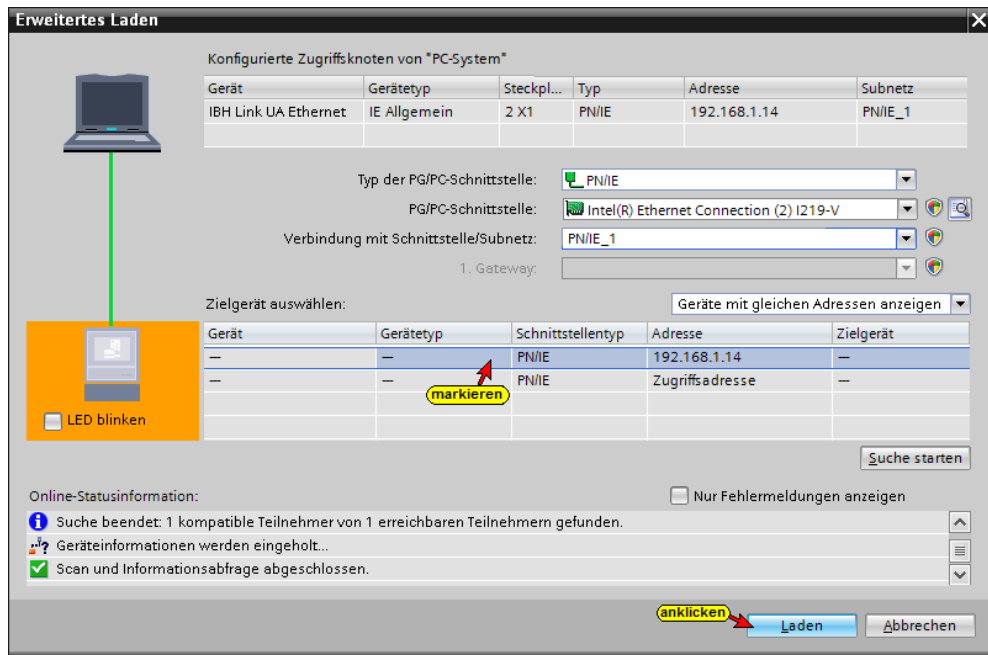 Erweitertes Laden
Konfigurierte Zugriffsknoten von "PC-System"
Gerät Gerätetyp Steckpl... Typ Adresse Subnetz
IBH Link UA Ethernet IE Allgemein 2 X1 PN/IE 192.168.1.14 PN/IE_1
Typ der PG/PC-Schnittstelle: PN/IE
PG/PC-Schnittstelle: Intel(R) Ethernet Connection (2) I219-V
Verbindung mit Schnittstelle/Subnetz: PN/IE_1
1. Gateway:
Zielgerät auswählen: Geräte mit gleichen Adressen anzeigen
Gerät Gerätetyp Schnittstellentyp Adresse Zielgerät
— — PN/IE 192.168.1.14 —
— — PN/IE Zugriffsadresse —
markieren
LED blinken
Suche starten
Online-Statusinformation: Nur Fehlermeldungen anzeigen
Suche beendet: 1 kompatible Teilnehmer von 1 erreichbaren Teilnehmern gefunden.
Geräteinformationen werden eingeholt...
Scan und Informationsabfrage abgeschlossen.
anklicken
Laden Abbrechen